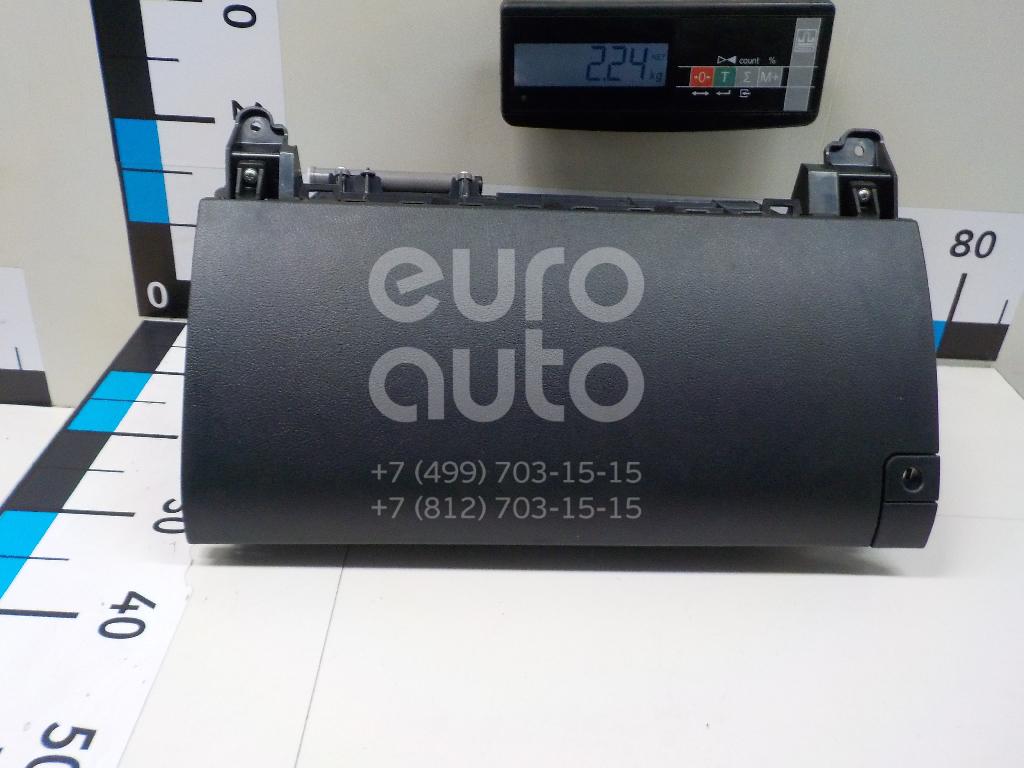 0
2.24 NET
kg
count %
→0← T Σ M+
80
0
euro
auto
+7 (499) 703-15-15
+7 (812) 703-15-15
30
40
50